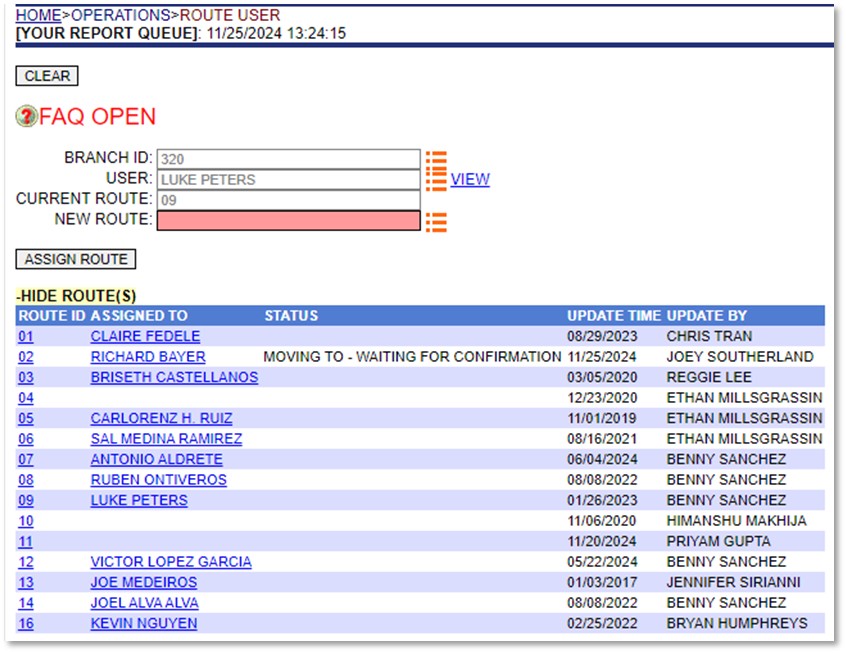 HOME>OPERATIONS>ROUTE USER
[YOUR REPORT QUEUE]: 11/25/2024 13:24:15
CLEAR
?FAQ OPEN
BRANCH ID: 320
USER: LUKE PETERS VIEW
CURRENT ROUTE: 09
NEW ROUTE:
ASSIGN ROUTE
-HIDE ROUTE(S)
ROUTE ID ASSIGNED TO STATUS UPDATE TIME UPDATE BY
01 CLAIRE FEDELE 08/29/2023 CHRIS TRAN
02 RICHARD BAYER MOVING TO - WAITING FOR CONFIRMATION 11/25/2024 JOEY SOUTHERLAND
03 BRISETH CASTELLANOS 03/05/2020 REGGIE LEE
04 12/23/2020 ETHAN MILLSGRASSIN
05 CARLORENZ H. RUIZ 11/01/2019 ETHAN MILLSGRASSIN
06 SAL MEDINA RAMIREZ 08/16/2021 ETHAN MILLSGRASSIN
07 ANTONIO ALDRETE 06/04/2024 BENNY SANCHEZ
08 RUBEN ONTIVEROS 08/08/2022 BENNY SANCHEZ
09 LUKE PETERS 01/26/2023 BENNY SANCHEZ
10 11/06/2020 HIMANSHU MAKHIJA
11 11/20/2024 PRIYAM GUPTA
12 VICTOR LOPEZ GARCIA 05/22/2024 BENNY SANCHEZ
13 JOE MEDEIROS 01/03/2017 JENNIFER SIRIANNI
14 JOEL ALVA ALVA 08/08/2022 BENNY SANCHEZ
16 KEVIN NGUYEN 02/25/2022 BRYAN HUMPHREYS